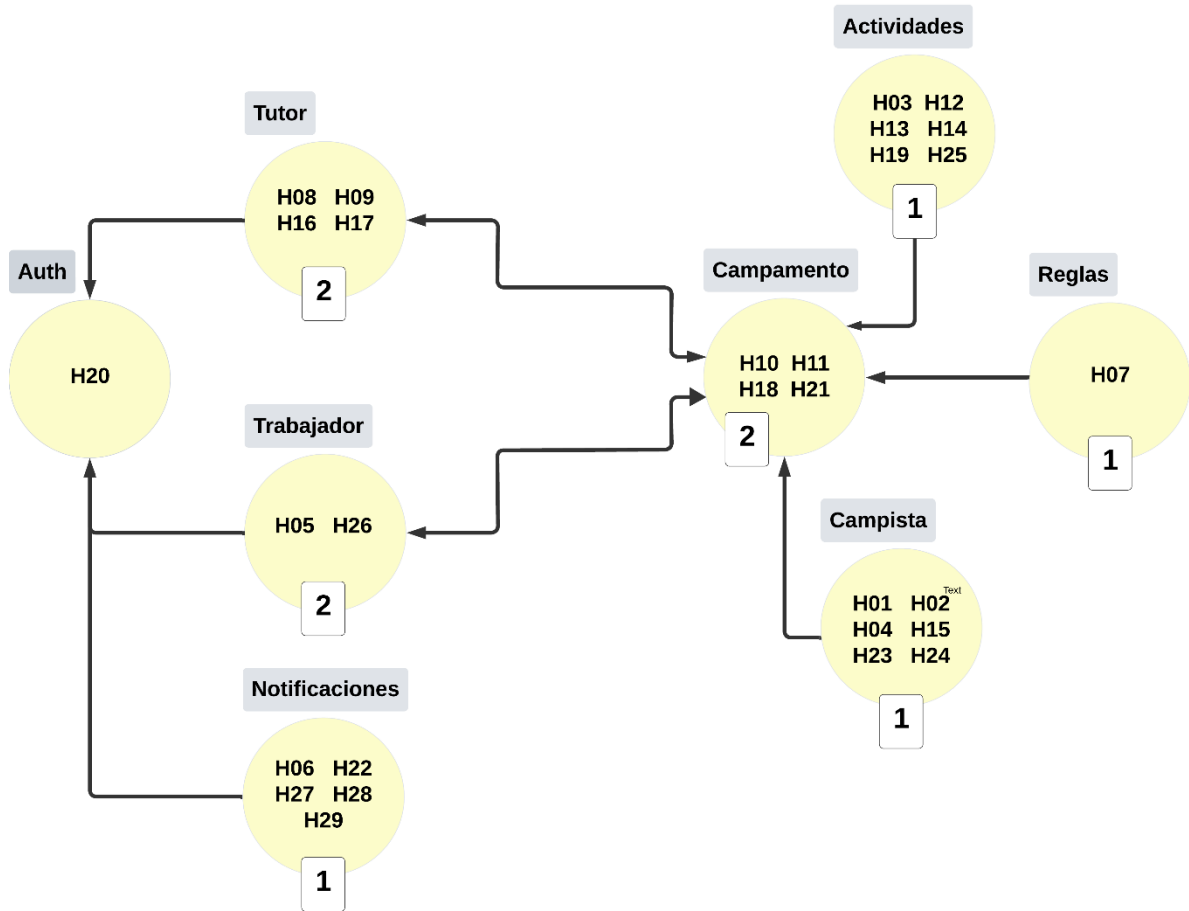 Actividades
H03 H12
H13 H14
H19 H25
1
Tutor
H08 H09
H16 H17
2
Auth
H20
Campamento
H10 H11
H18 H21
2
Reglas
H07
1
Trabajador
H05 H26
2
Campista
Text
H01 H02
H04 H15
H23 H24
1
Notificaciones
H06 H22
H27 H28
H29
1